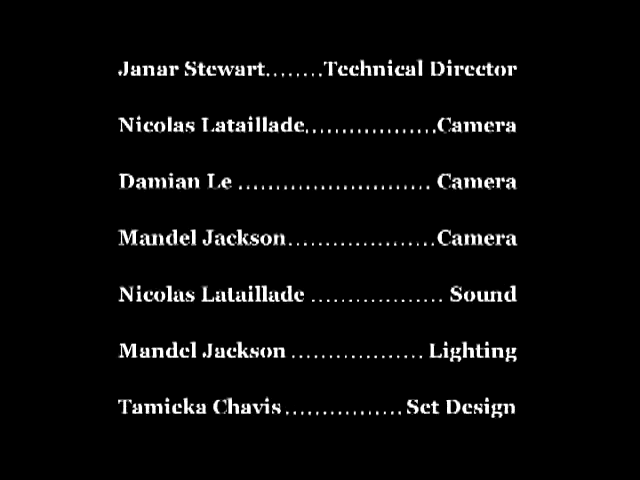 Janar Stewart........Technical Director
Nicolas Lataillade..................Camera
Damian Le .......................... Camera
Mandel Jackson....................Camera
Nicolas Lataillade .................. Sound
Mandel Jackson .................. Lighting
Tamieka Chavis................Set Design